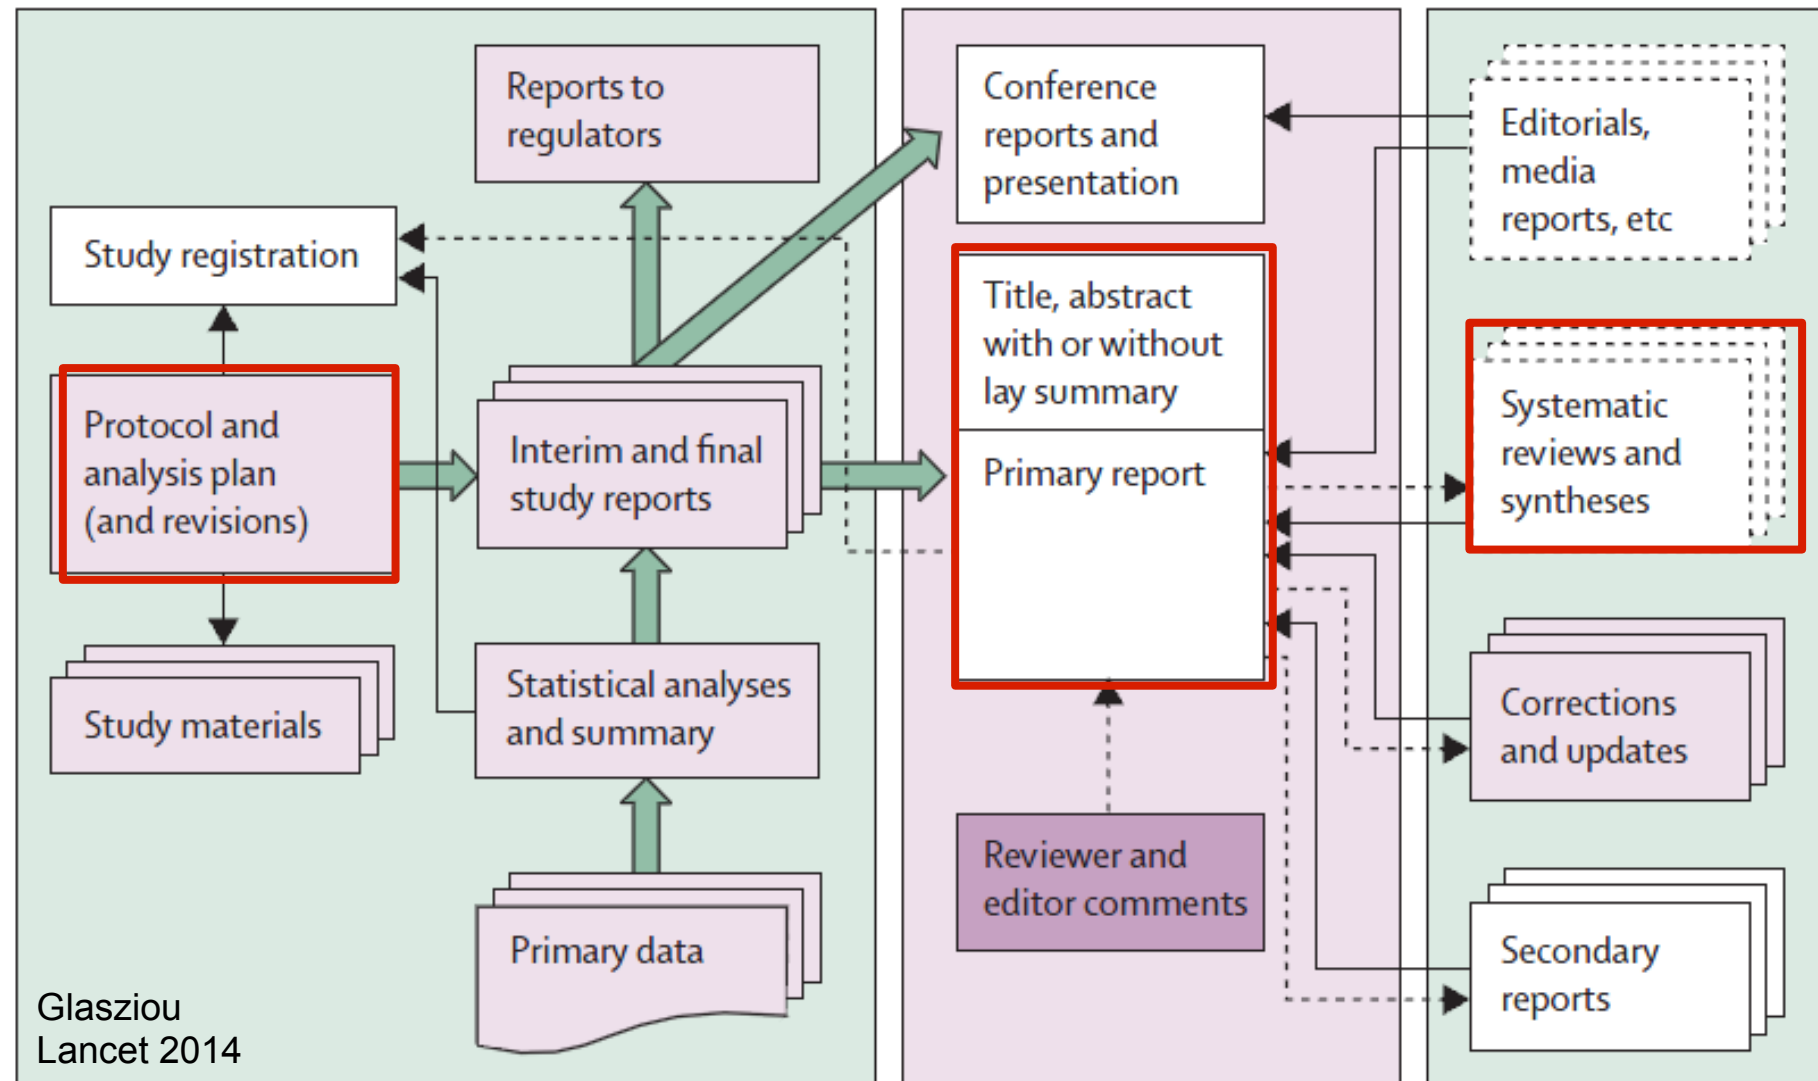 Reports to
regulators
Study registration
Protocol and
analysis plan
(and revisions)
Interim and final
study reports
Study materials
Statistical analyses
and summary
Primary data
Glasziou
Lancet 2014
Conference
reports and
presentation
Title, abstract
with or without
lay summary
Primary report
Reviewer and
editor comments
Editorials,
media
reports, etc
Systematic
reviews and
syntheses
Corrections
and updates
Secondary
reports